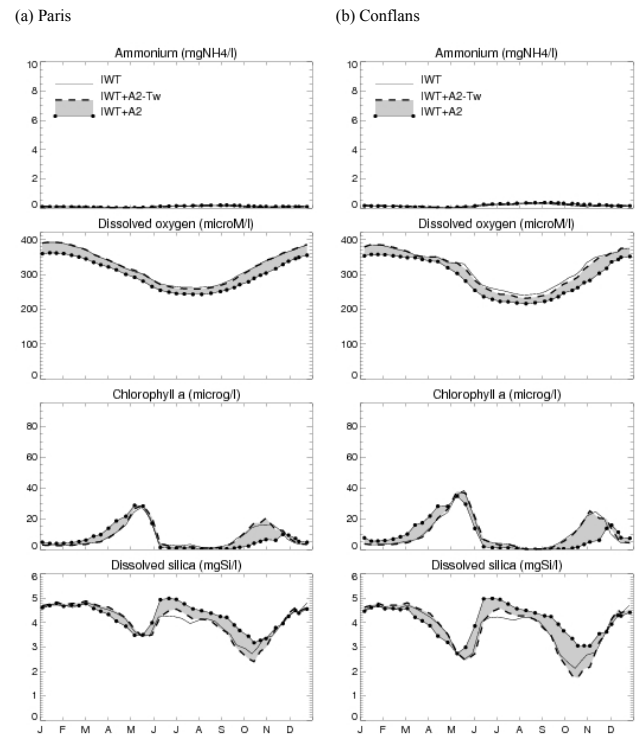 (a) Paris (b) Conflans
Ammonium (mgNH4/l) Ammonium (mgNH4/l)
10 10
IWT IWT
8 8
IWT+A2-Tw IWT+A2-Tw
IWT+A2 IWT+A2
6 6
4 4
2 2
0 0
Dissolved oxygen (microM/l) Dissolved oxygen (microM/l)
400 400
300 300
200 200
100 100
0 0
Chlorophyll a (microg/l) Chlorophyll a (microg/l)
80 80
60 60
40 40
20 20
0 0
Dissolved silica (mgSi/l) Dissolved silica (mgSi/l)
6 6
5 5
4 4
3 3
2 2
1 1
0 0
J F M A M J J A S O N D J F M A M J J A S O N D